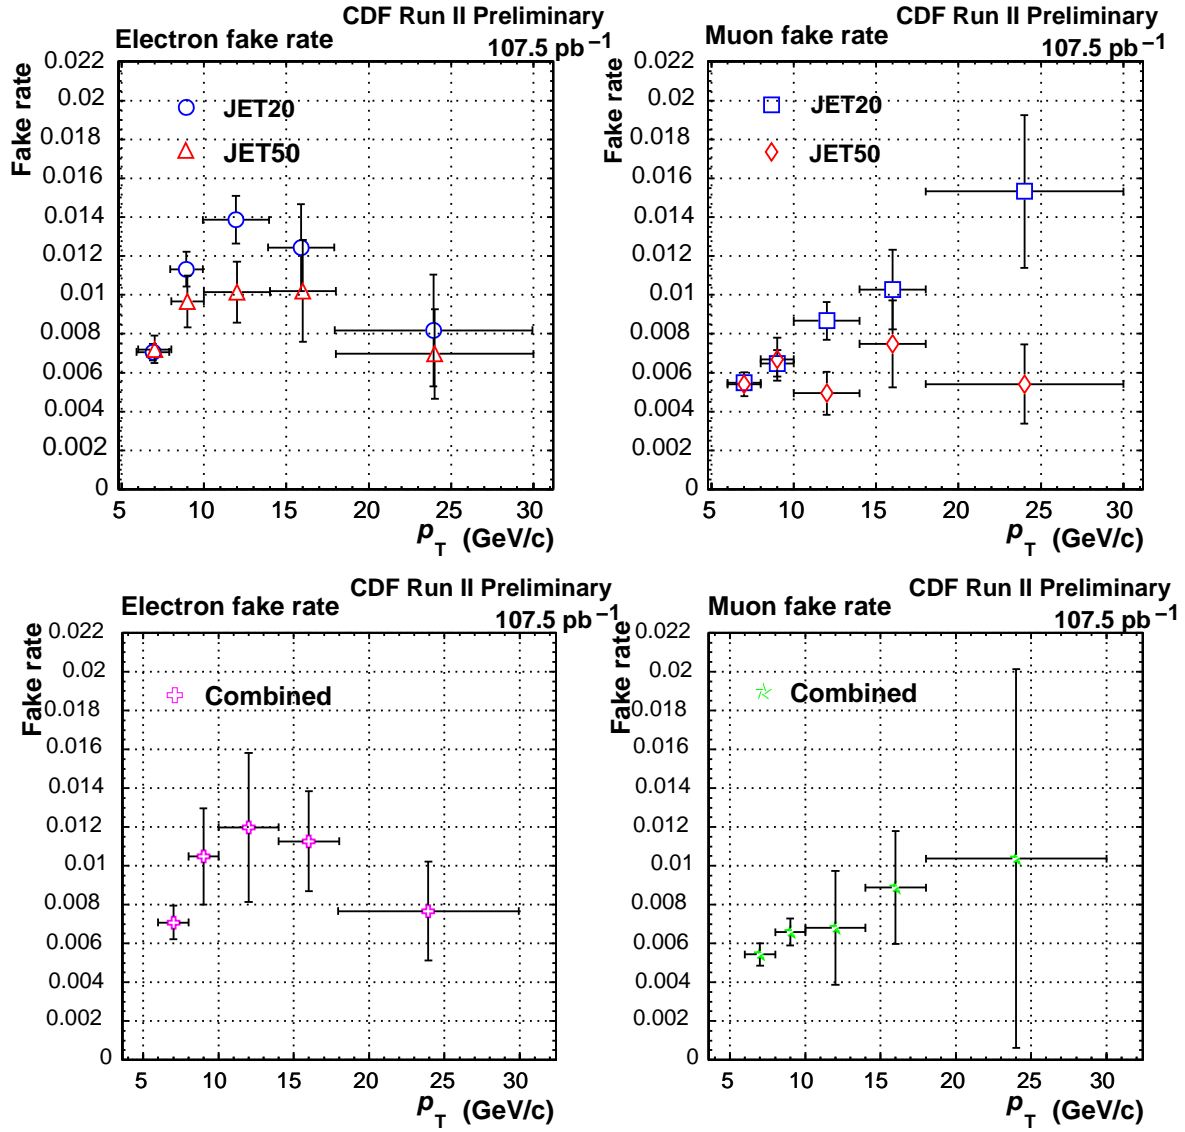 CDF Run II Preliminary
Electron fake rate
107.5 pb−1
Fake rate
0.022
0.02
0.018
0.016
0.014
0.012
0.01
0.008
0.006
0.004
0.002
0
JET20
JET50
5 10 15 20 25 30
pT (GeV/c)
CDF Run II Preliminary
Muon fake rate
107.5 pb−1
Fake rate
0.022
0.02
0.018
0.016
0.014
0.012
0.01
0.008
0.006
0.004
0.002
0
JET20
JET50
5 10 15 20 25 30
pT (GeV/c)
CDF Run II Preliminary
Electron fake rate
107.5 pb−1
Fake rate
0.022
0.02
0.018
0.016
0.014
0.012
0.01
0.008
0.006
0.004
0.002
0
Combined
5 10 15 20 25 30
pT (GeV/c)
CDF Run II Preliminary
Muon fake rate
107.5 pb−1
Fake rate
0.022
0.02
0.018
0.016
0.014
0.012
0.01
0.008
0.006
0.004
0.002
0
Combined
5 10 15 20 25 30
pT (GeV/c)